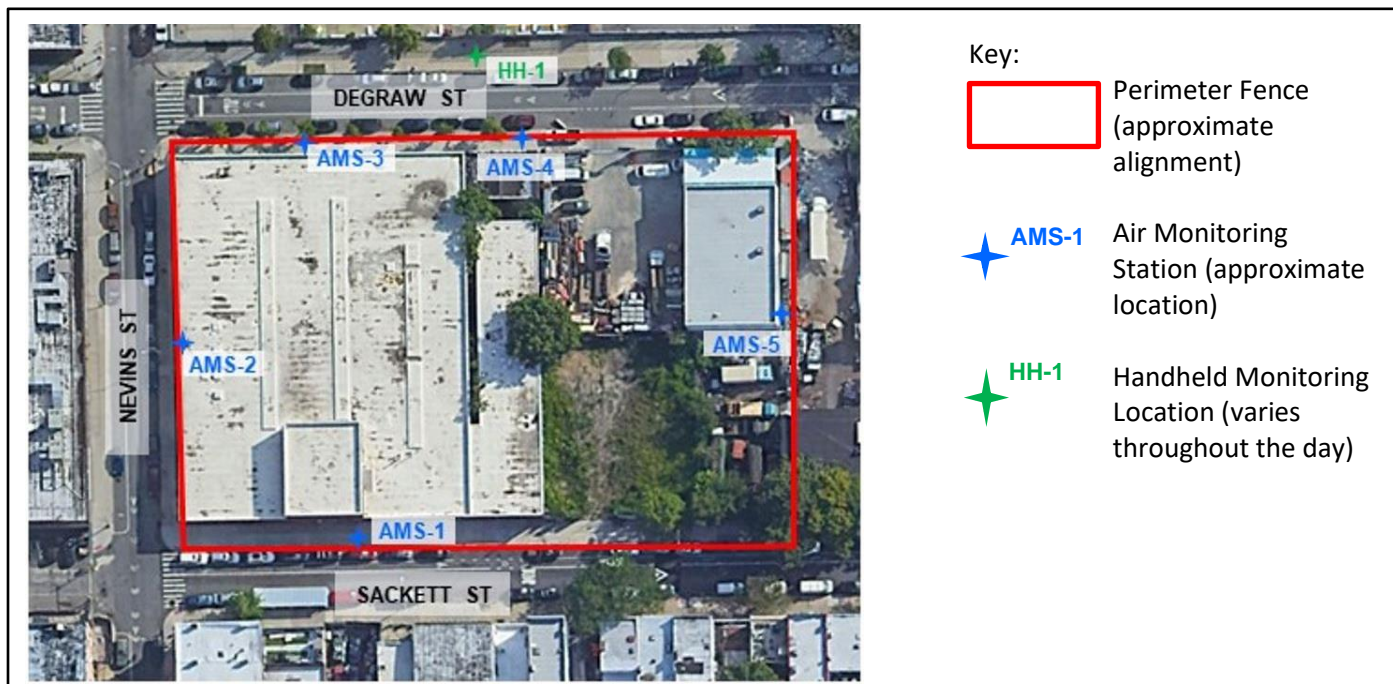 HH-1
DEGRAW ST
AMS-3
AMS-4
AMS-2
AMS-5
NEVINS ST
AMS-1
SACKETT ST
Key:
Perimeter Fence
(approximate
alignment)
AMS-1
Air Monitoring
Station (approximate
location)
HH-1
Handheld Monitoring
Location (varies
throughout the day)